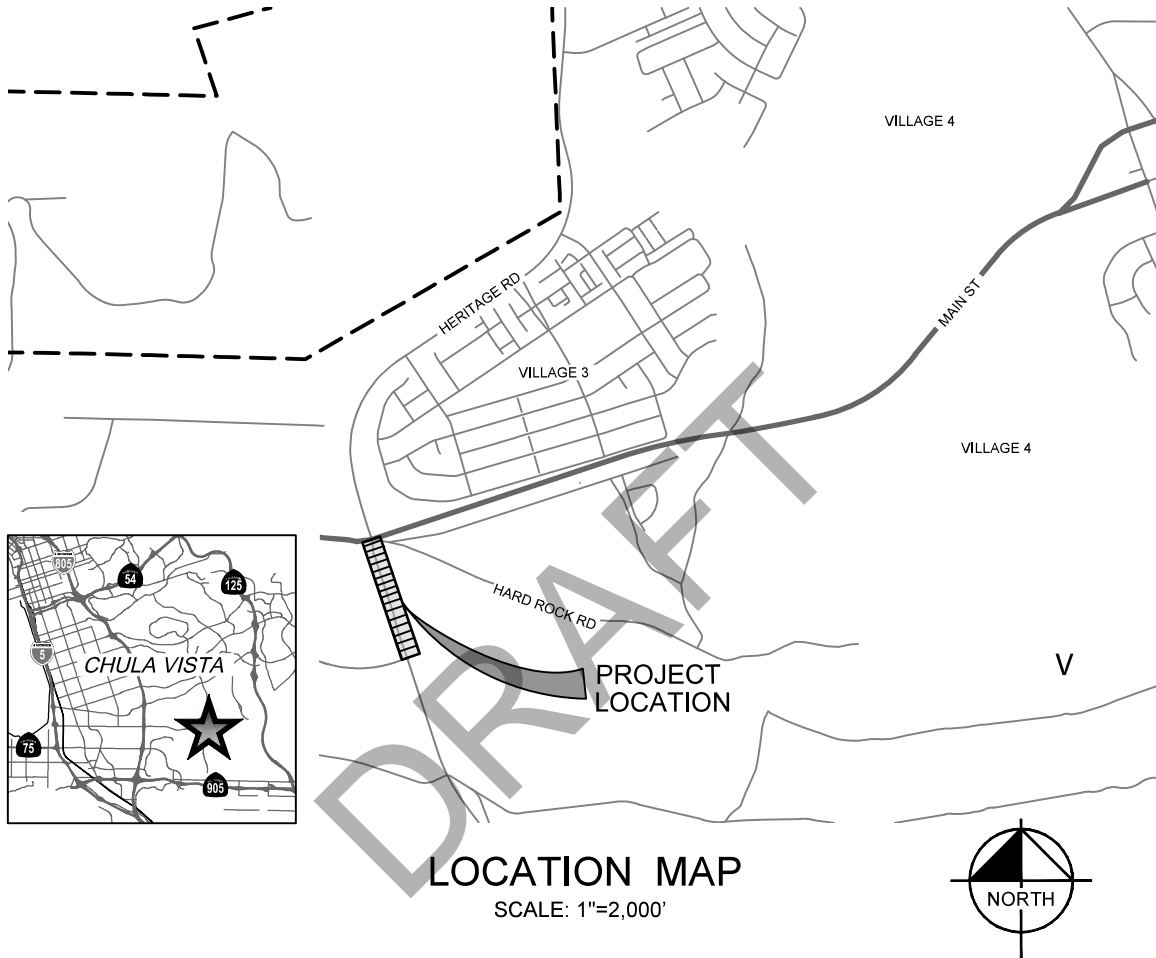 VILLAGE 4
HERITAGE RD
MAIN ST
VILLAGE 3
VILLAGE 4
HARD ROCK RD
PROJECT
LOCATION
V
805
54
125
5
CHULA VISTA
75
905
DRAFT
LOCATION MAP
SCALE: 1"=2,000'
NORTH